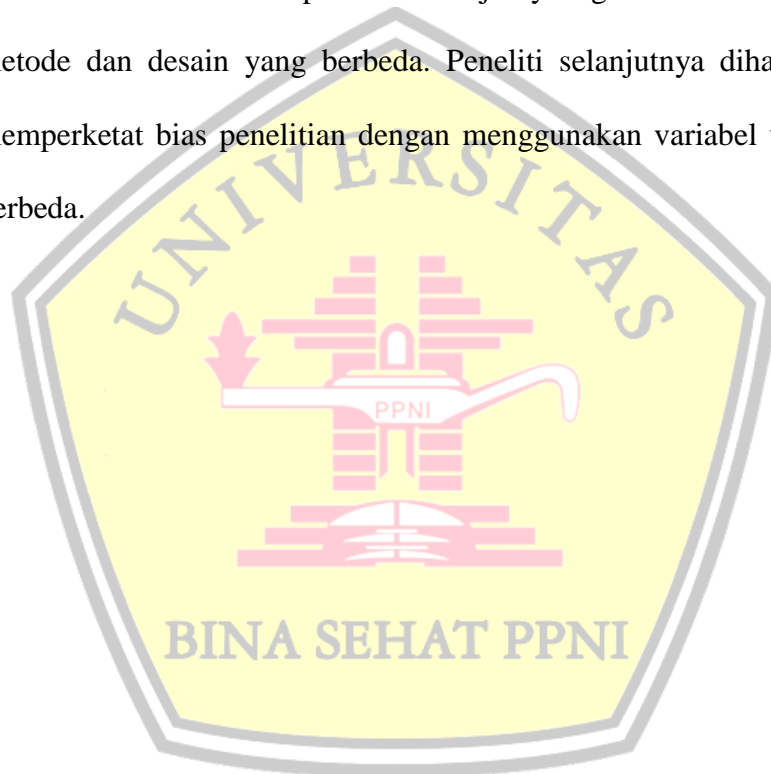 metode dan desain yang berbeda. Peneliti selanjutnya diha
memperketat bias penelitian dengan menggunakan variabel
berbeda.
UNIVERSITAS
PPNI
BINA SEHAT PPNI